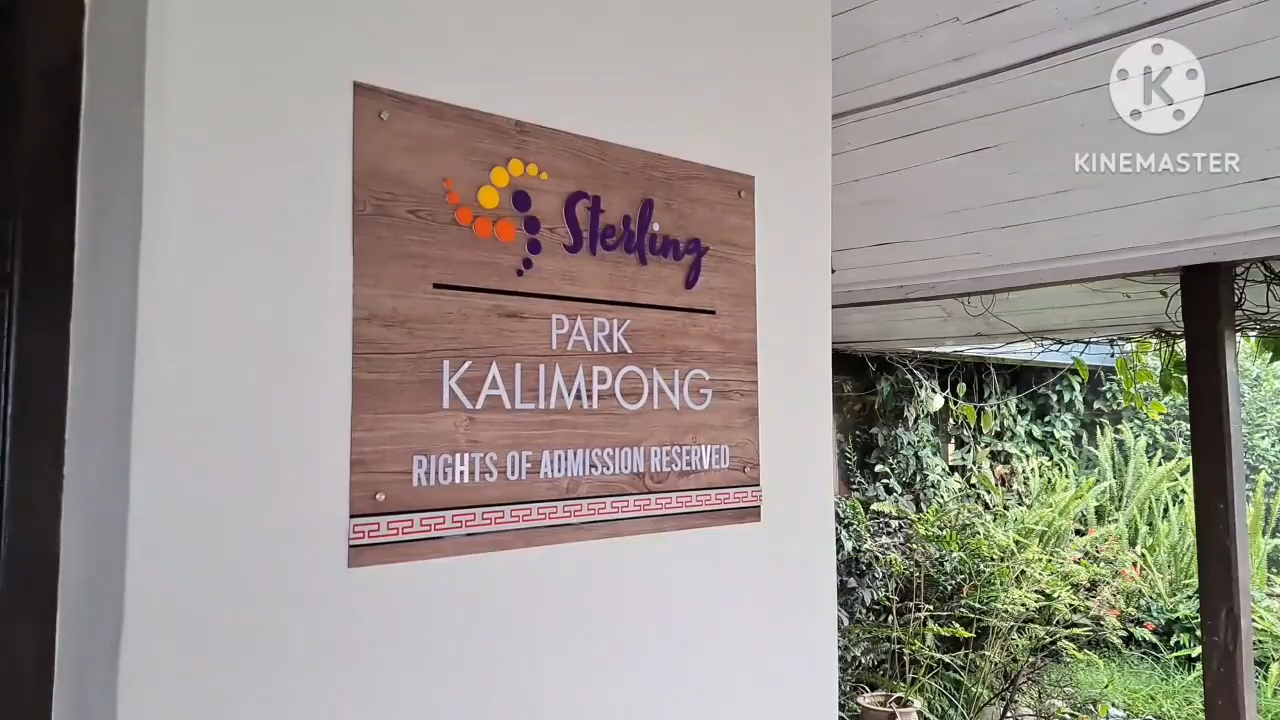 Sterling
PARK
KALIMPONG
RIGHTS OF ADMISSION RESERVED
K
KINEMASTER